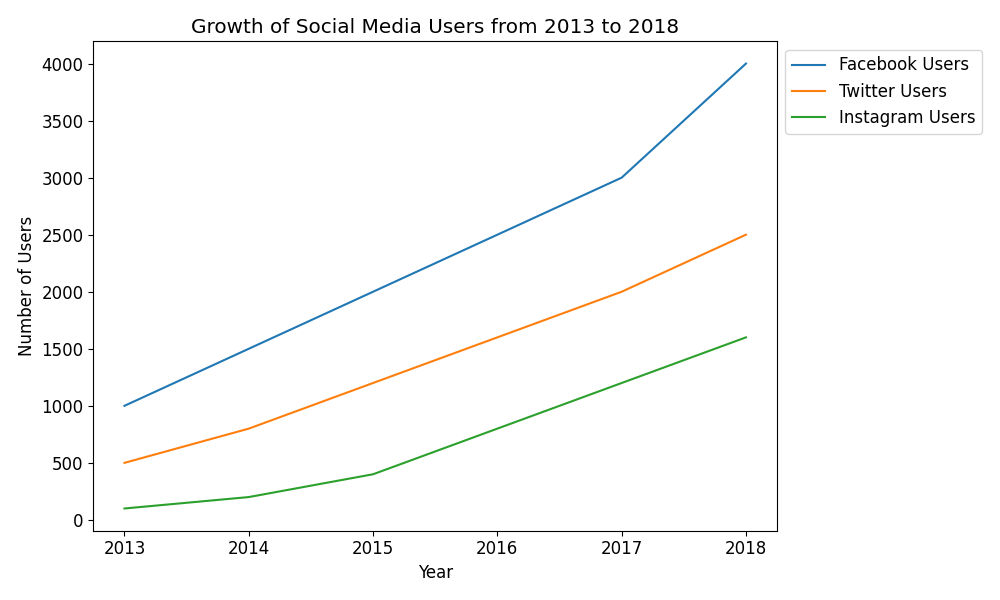 Growth of Social Media Users from 2013 to 2018
Number of Users
4000
3500
3000
2500
2000
1500
1000
500
0
2013 2014 2015 2016 2017 2018
Year
Facebook Users
Twitter Users
Instagram Users